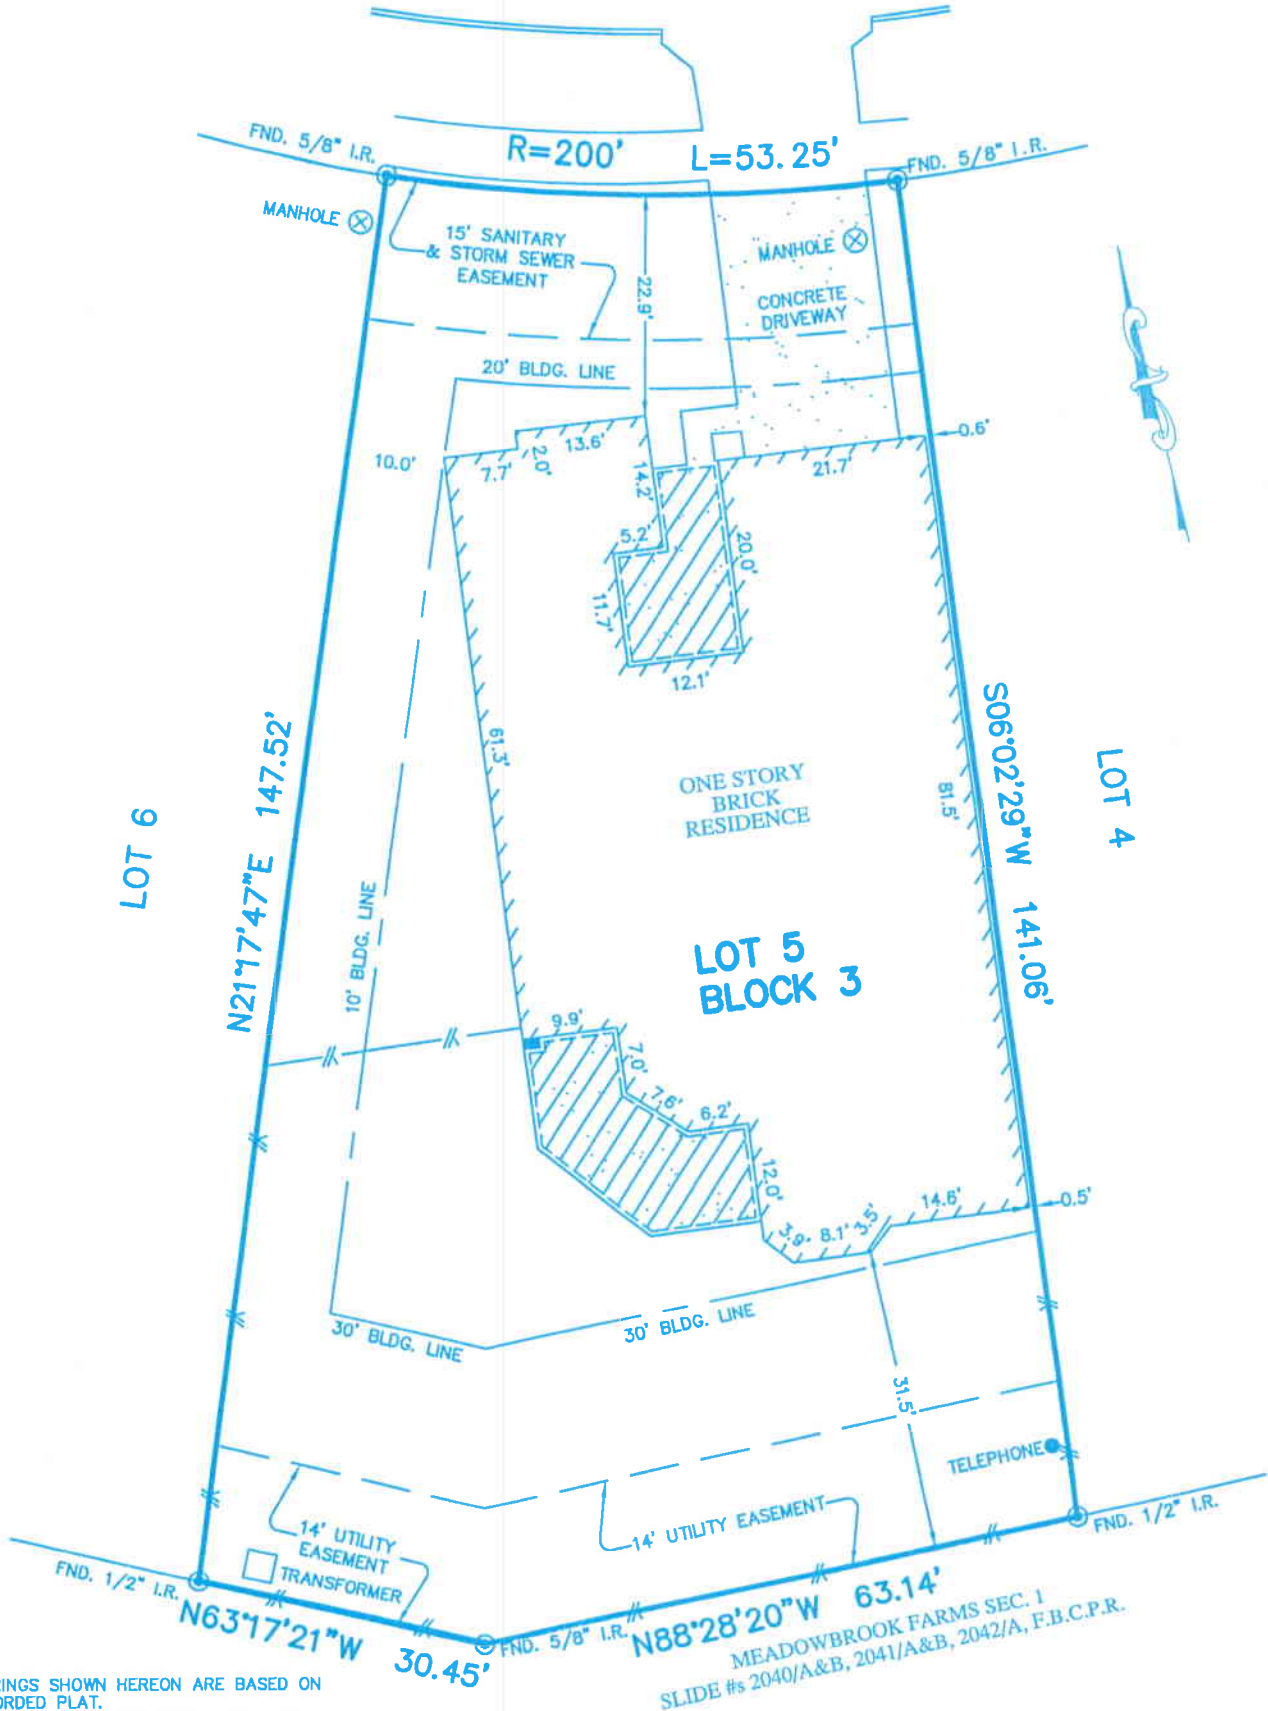 FND. 5/8" I.R.
R=200'
L=53.25'
FND. 5/8" I.R.
MANHOLE
15' SANITARY
& STORM SEWER
EASEMENT
22.9'
MANHOLE
CONCRETE
DRIVEWAY
20' BLDG. LINE
10.0'
7.7'
2.0'
13.6'
14.2'
21.7'
0.6'
5.2'
20.0'
11.7'
12.1'
61.3'
ONE STORY
BRICK
RESIDENCE
81.5'
S06°02'29"W 141.06'
LOT 4
LOT 6
N21°17'47"E 147.52'
10' BLDG. LINE
LOT 5
BLOCK 3
9.9'
7.0'
7.6'
6.2'
12.0'
3.9'
8.1'
3.5'
14.6'
0.5'
30' BLDG. LINE
30' BLDG. LINE
31.5'
TELEPHONE
14' UTILITY
EASEMENT
14' UTILITY EASEMENT
TRANSFORMER
FND. 1/2" I.R.
FND. 1/2" I.R.
N63°17'21"W 30.45'
FND. 5/8" I.R.
N88°28'20"W 63.14'
MEADOWBROOK FARMS SEC. 1
SLIDE #s 2040/A&B, 2041/A&B, 2042/A, F.B.C.P.R.
RINGS SHOWN HEREON ARE BASED ON
ORDED PLAT.